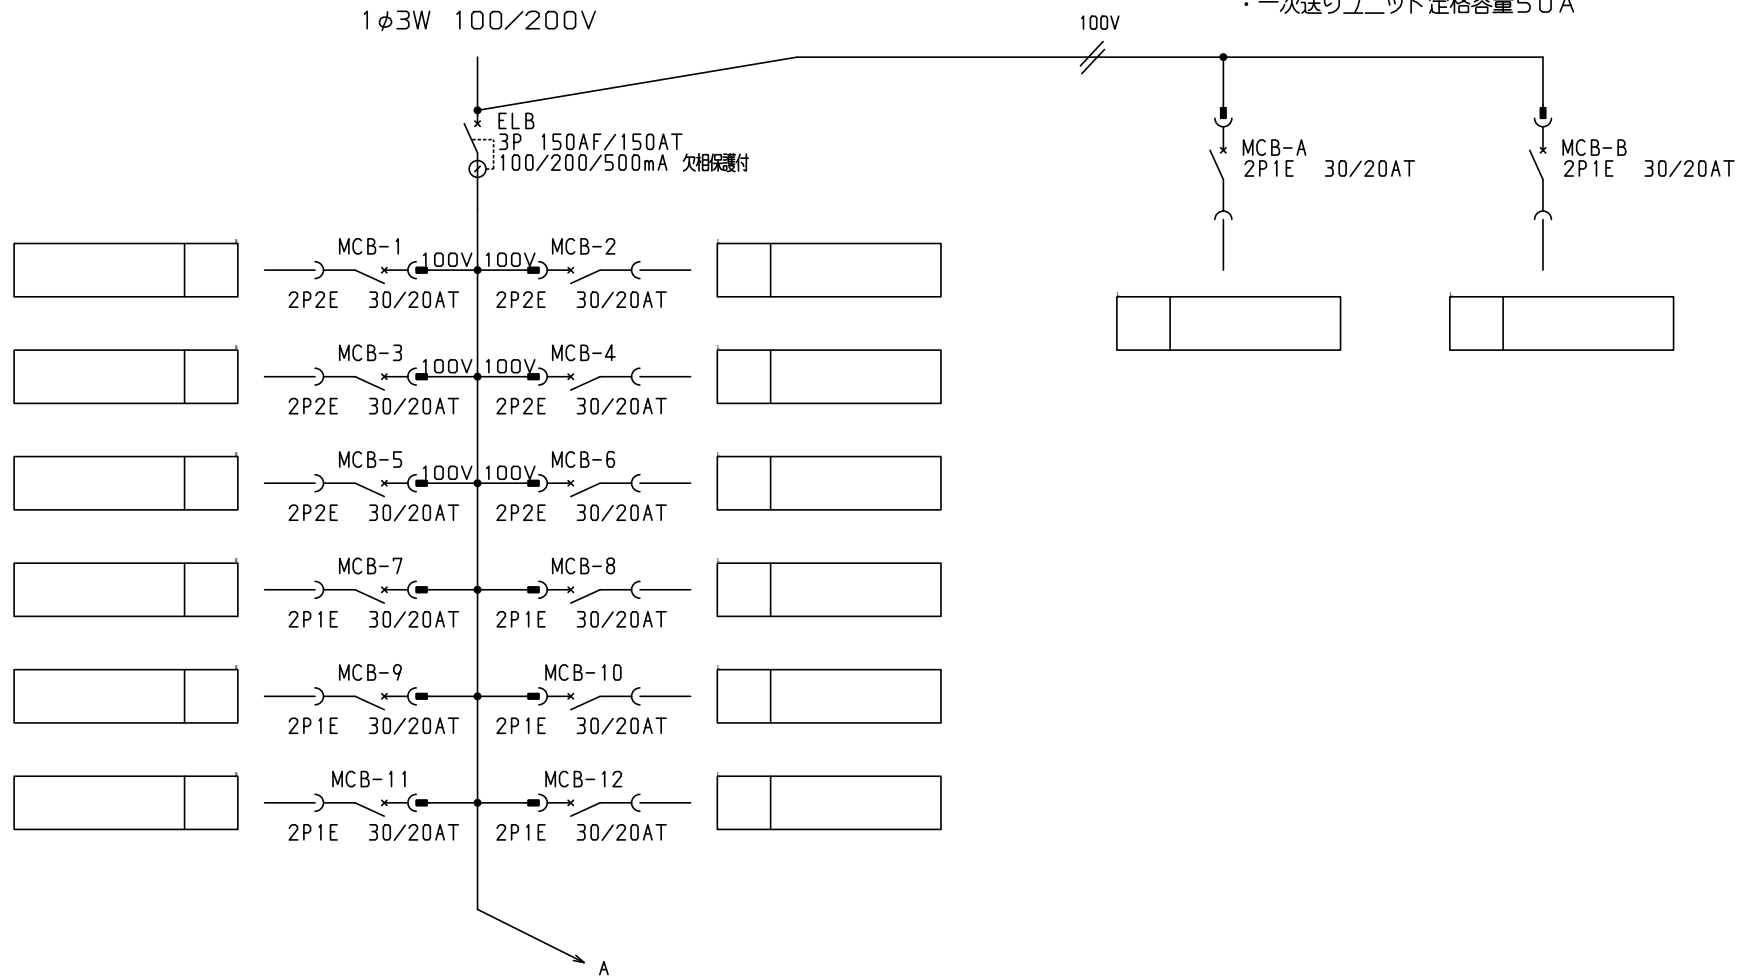 ・一次送りユニット定格容量50A
1φ3W 100/200V
100V
ELB
3P 150AF/150AT
100/200/500mA 欠相保護付
MCB-A
2P1E 30/20AT
MCB-B
2P1E 30/20AT
MCB-1 100V 100V MCB-2
2P2E 30/20AT 2P2E 30/20AT
MCB-3 100V 100V MCB-4
2P2E 30/20AT 2P2E 30/20AT
MCB-5 100V 100V MCB-6
2P2E 30/20AT 2P2E 30/20AT
MCB-7 MCB-8
2P1E 30/20AT 2P1E 30/20AT
MCB-9 MCB-10
2P1E 30/20AT 2P1E 30/20AT
MCB-11 MCB-12
2P1E 30/20AT 2P1E 30/20AT
A